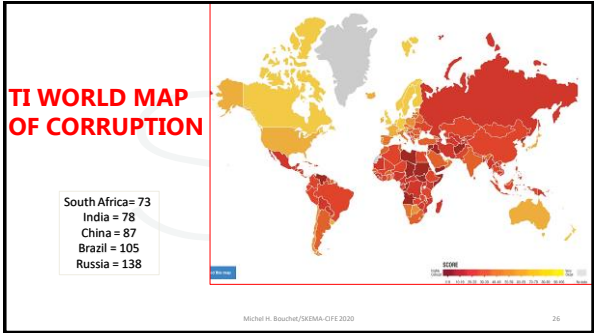 TI WORLD MAP
OF CORRUPTION
South Africa= 73
India = 78
China = 87
Brazil = 105
Russia = 138
SCORE
Michel H. Bouchet/SKEMA-CIFE 2020
26